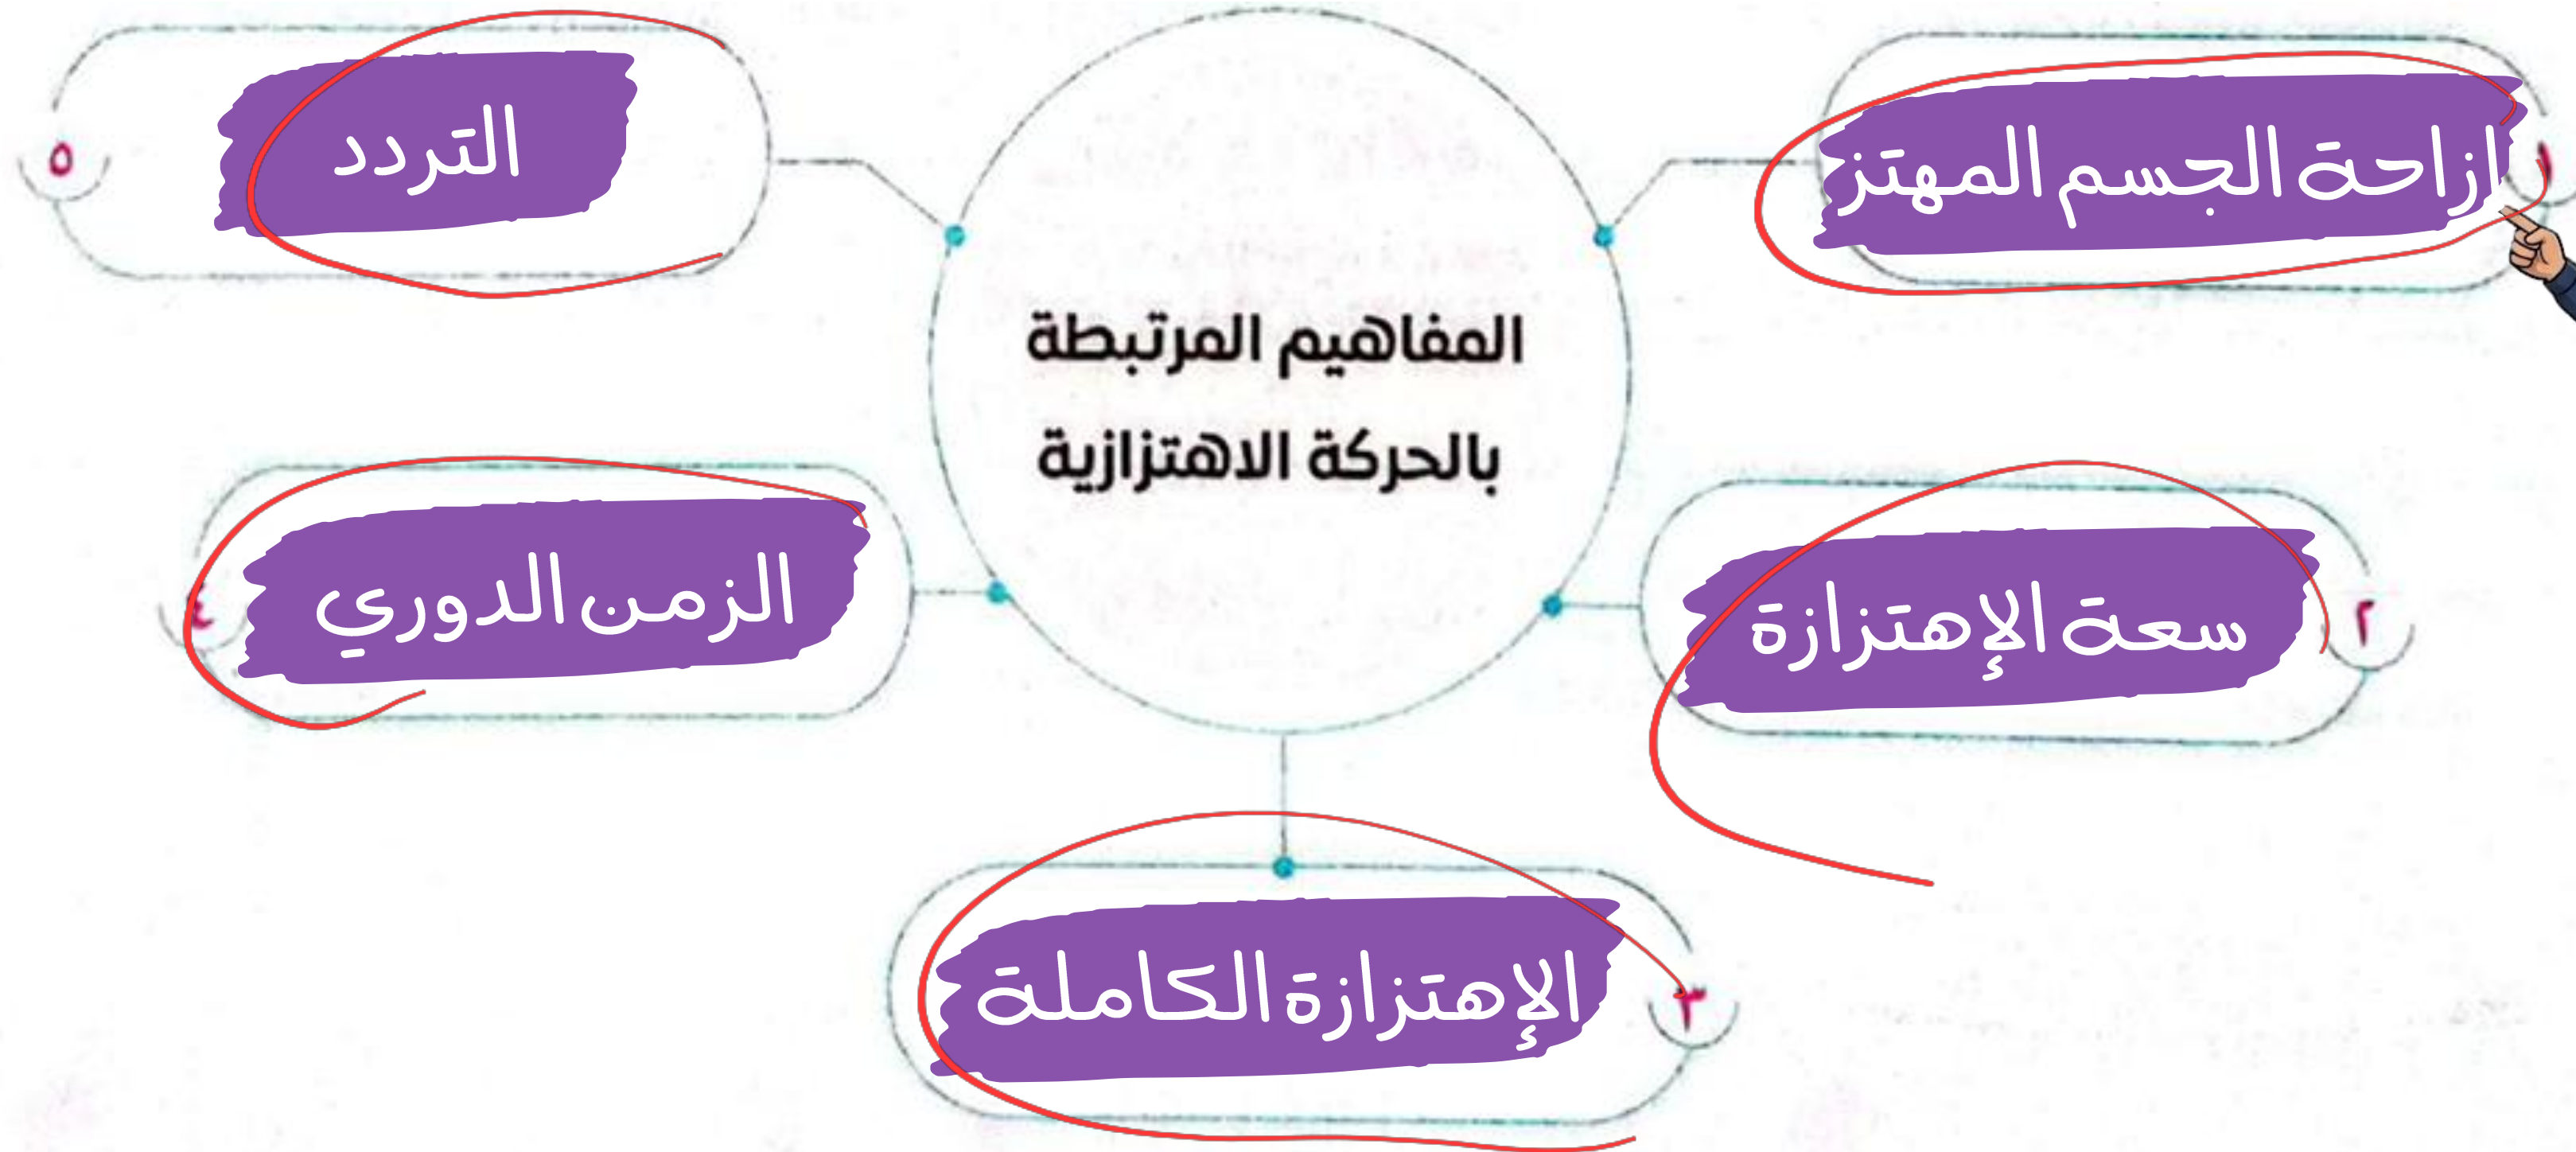 المفاهيم المرتبطة
بالحركة الاهتزازية
١
ازاحة الجسم المهتز
٢
سعة الإهتزازة
٣
الإهتزازة الكاملة
٤
الزمن الدوري
٥
التردد